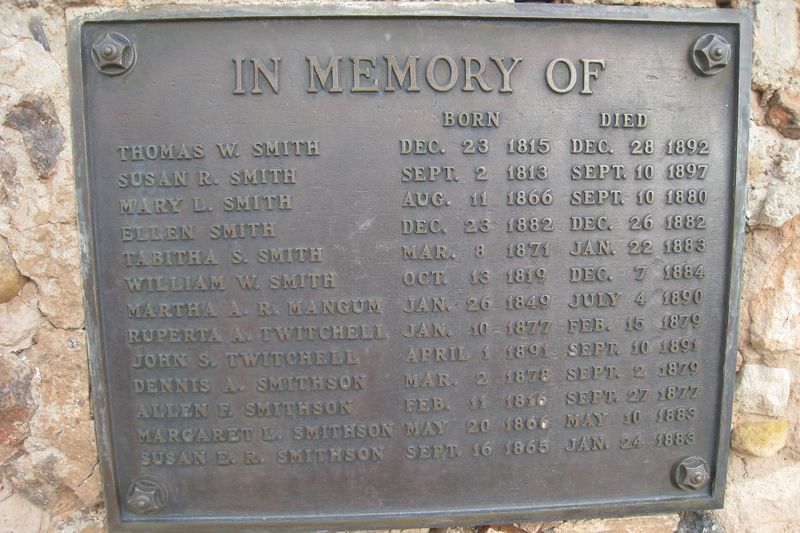 IN MEMORY OF
BORN DIED
THOMAS W. SMITH DEC. 23 1815 DEC. 28 1892
SUSAN R. SMITH SEPT. 2 1813 SEPT. 10 1897
MARY L. SMITH AUG. 11 1866 SEPT. 10 1880
ELLEN SMITH DEC. 23 1882 DEC. 26 1882
TABITHA S. SMITH MAR. 8 1871 JAN. 22 1883
WILLIAM W. SMITH OCT. 13 1819 DEC. 7 1884
MARTHA A. R. MANGUM JAN. 26 1849 JULY 4 1890
RUPERTA A. TWITCHELL JAN. 10 1877 FEB. 15 1879
JOHN S. TWITCHELL APRIL 1 1891 SEPT. 10 1891
DENNIS A. SMITHSON MAR. 2 1878 SEPT. 2 1879
ALLEN F. SMITHSON FEB. 11 1816 SEPT. 27 1877
MARGARET L. SMITHSON MAY 20 1866 MAY 10 1883
SUSAN E. R. SMITHSON SEPT. 16 1865 JAN. 24 1883